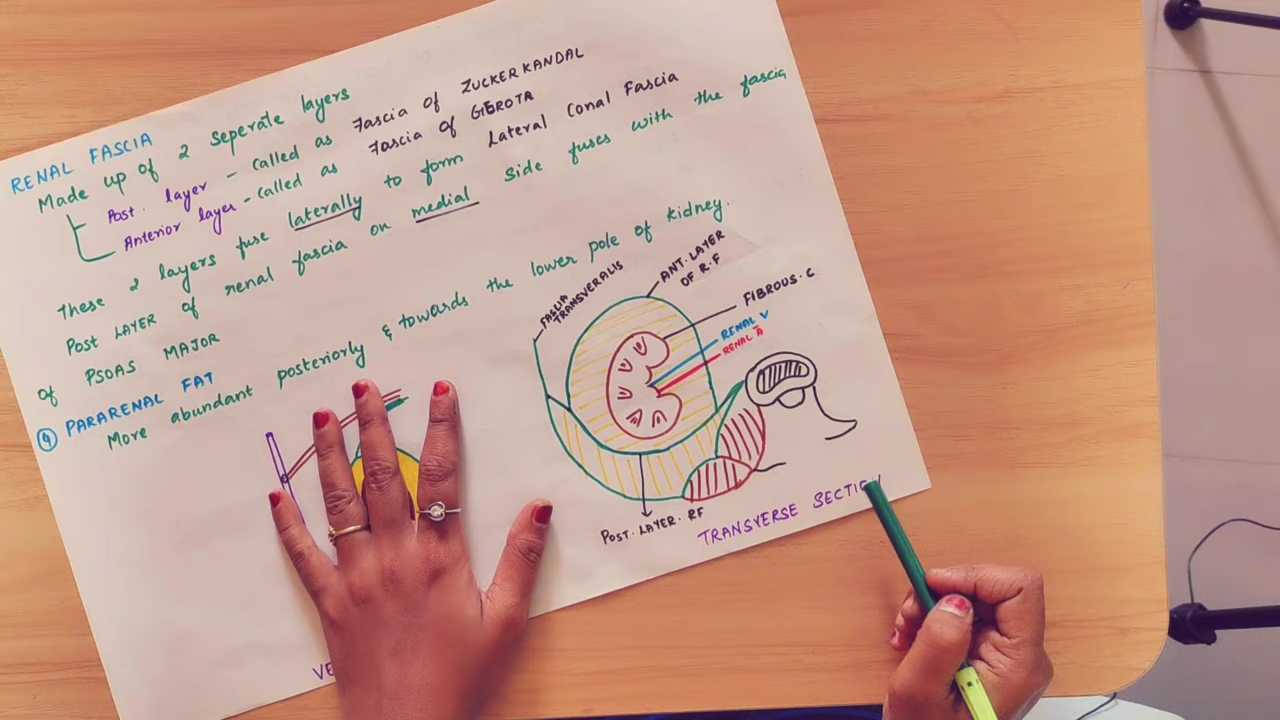 RENAL FASCIA
Made up of 2 seperate layers
Post. layer - called as Fascia of ZUCKERKANDAL
Anterior layer - called as Fascia of GEROTA
These 2 layers fuse laterally to form Lateral Conal Fascia
Post LAYER of renal fascia on medial side fuses with the fascia
of PSOAS MAJOR
④ PARARENAL FAT
More abundant posteriorly & towards the lower pole of kidney.
FASCIA
TRANSVERALIS
ANT. LAYER
OF R.F
FIBROUS. C
RENAL V
RENAL A
POST. LAYER. RF
TRANSVERSE SECTIO
VE